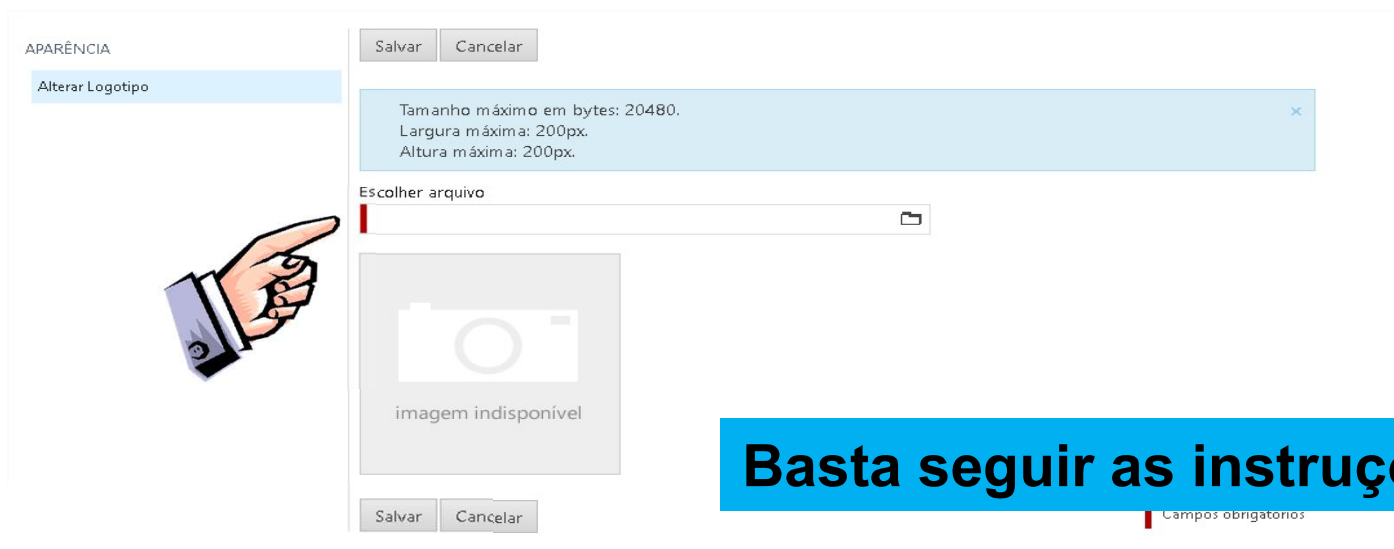 APARÊNCIA
Alterar Logotipo
Salvar Cancelar
Tamanho máximo em bytes: 20480.
Largura máxima: 200px.
Altura máxima: 200px.
×
Escolher arquivo
imagem indisponível
Basta seguir as
Salvar Cancelar
Campos obrigatórios